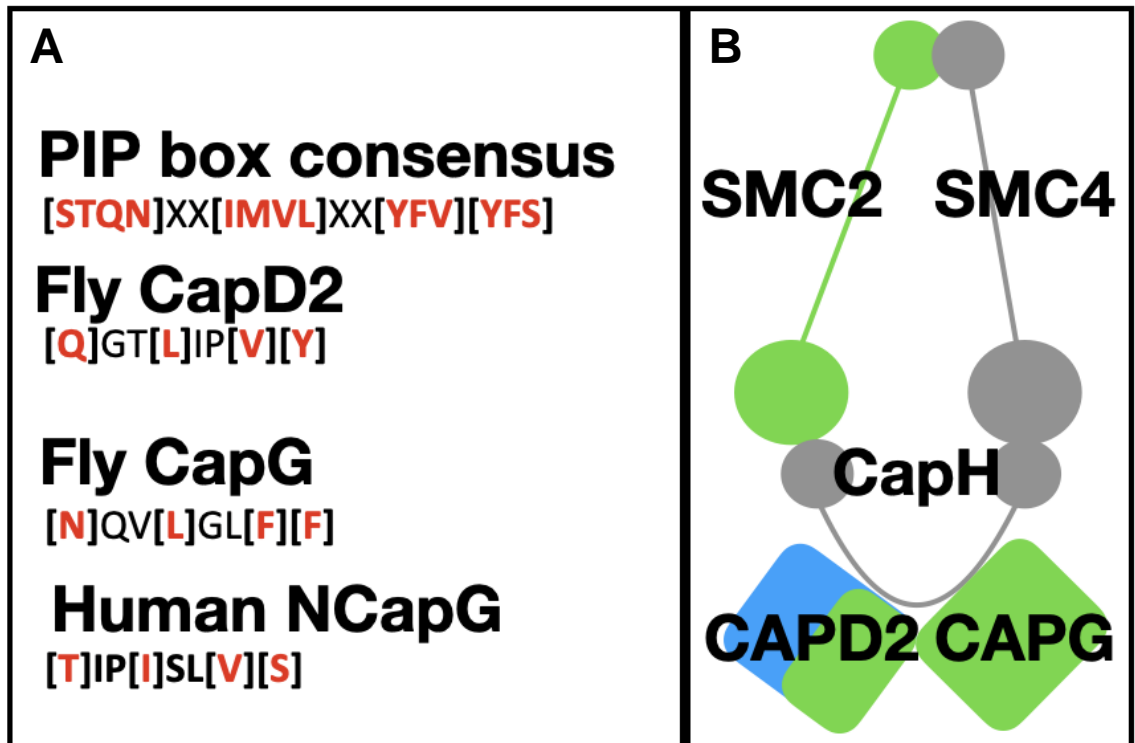 A
PIP box consensus
[STQN]XX[IMVL]XX[YFV][YFS]
Fly CapD2
[Q]GT[L]IP[V][Y]
Fly CapG
[N]QV[L]GL[F][F]
Human NCapG
[T]IP[I]SL[V][S]
B
SMC2 SMC4
CapH
CAPD2 CAPG